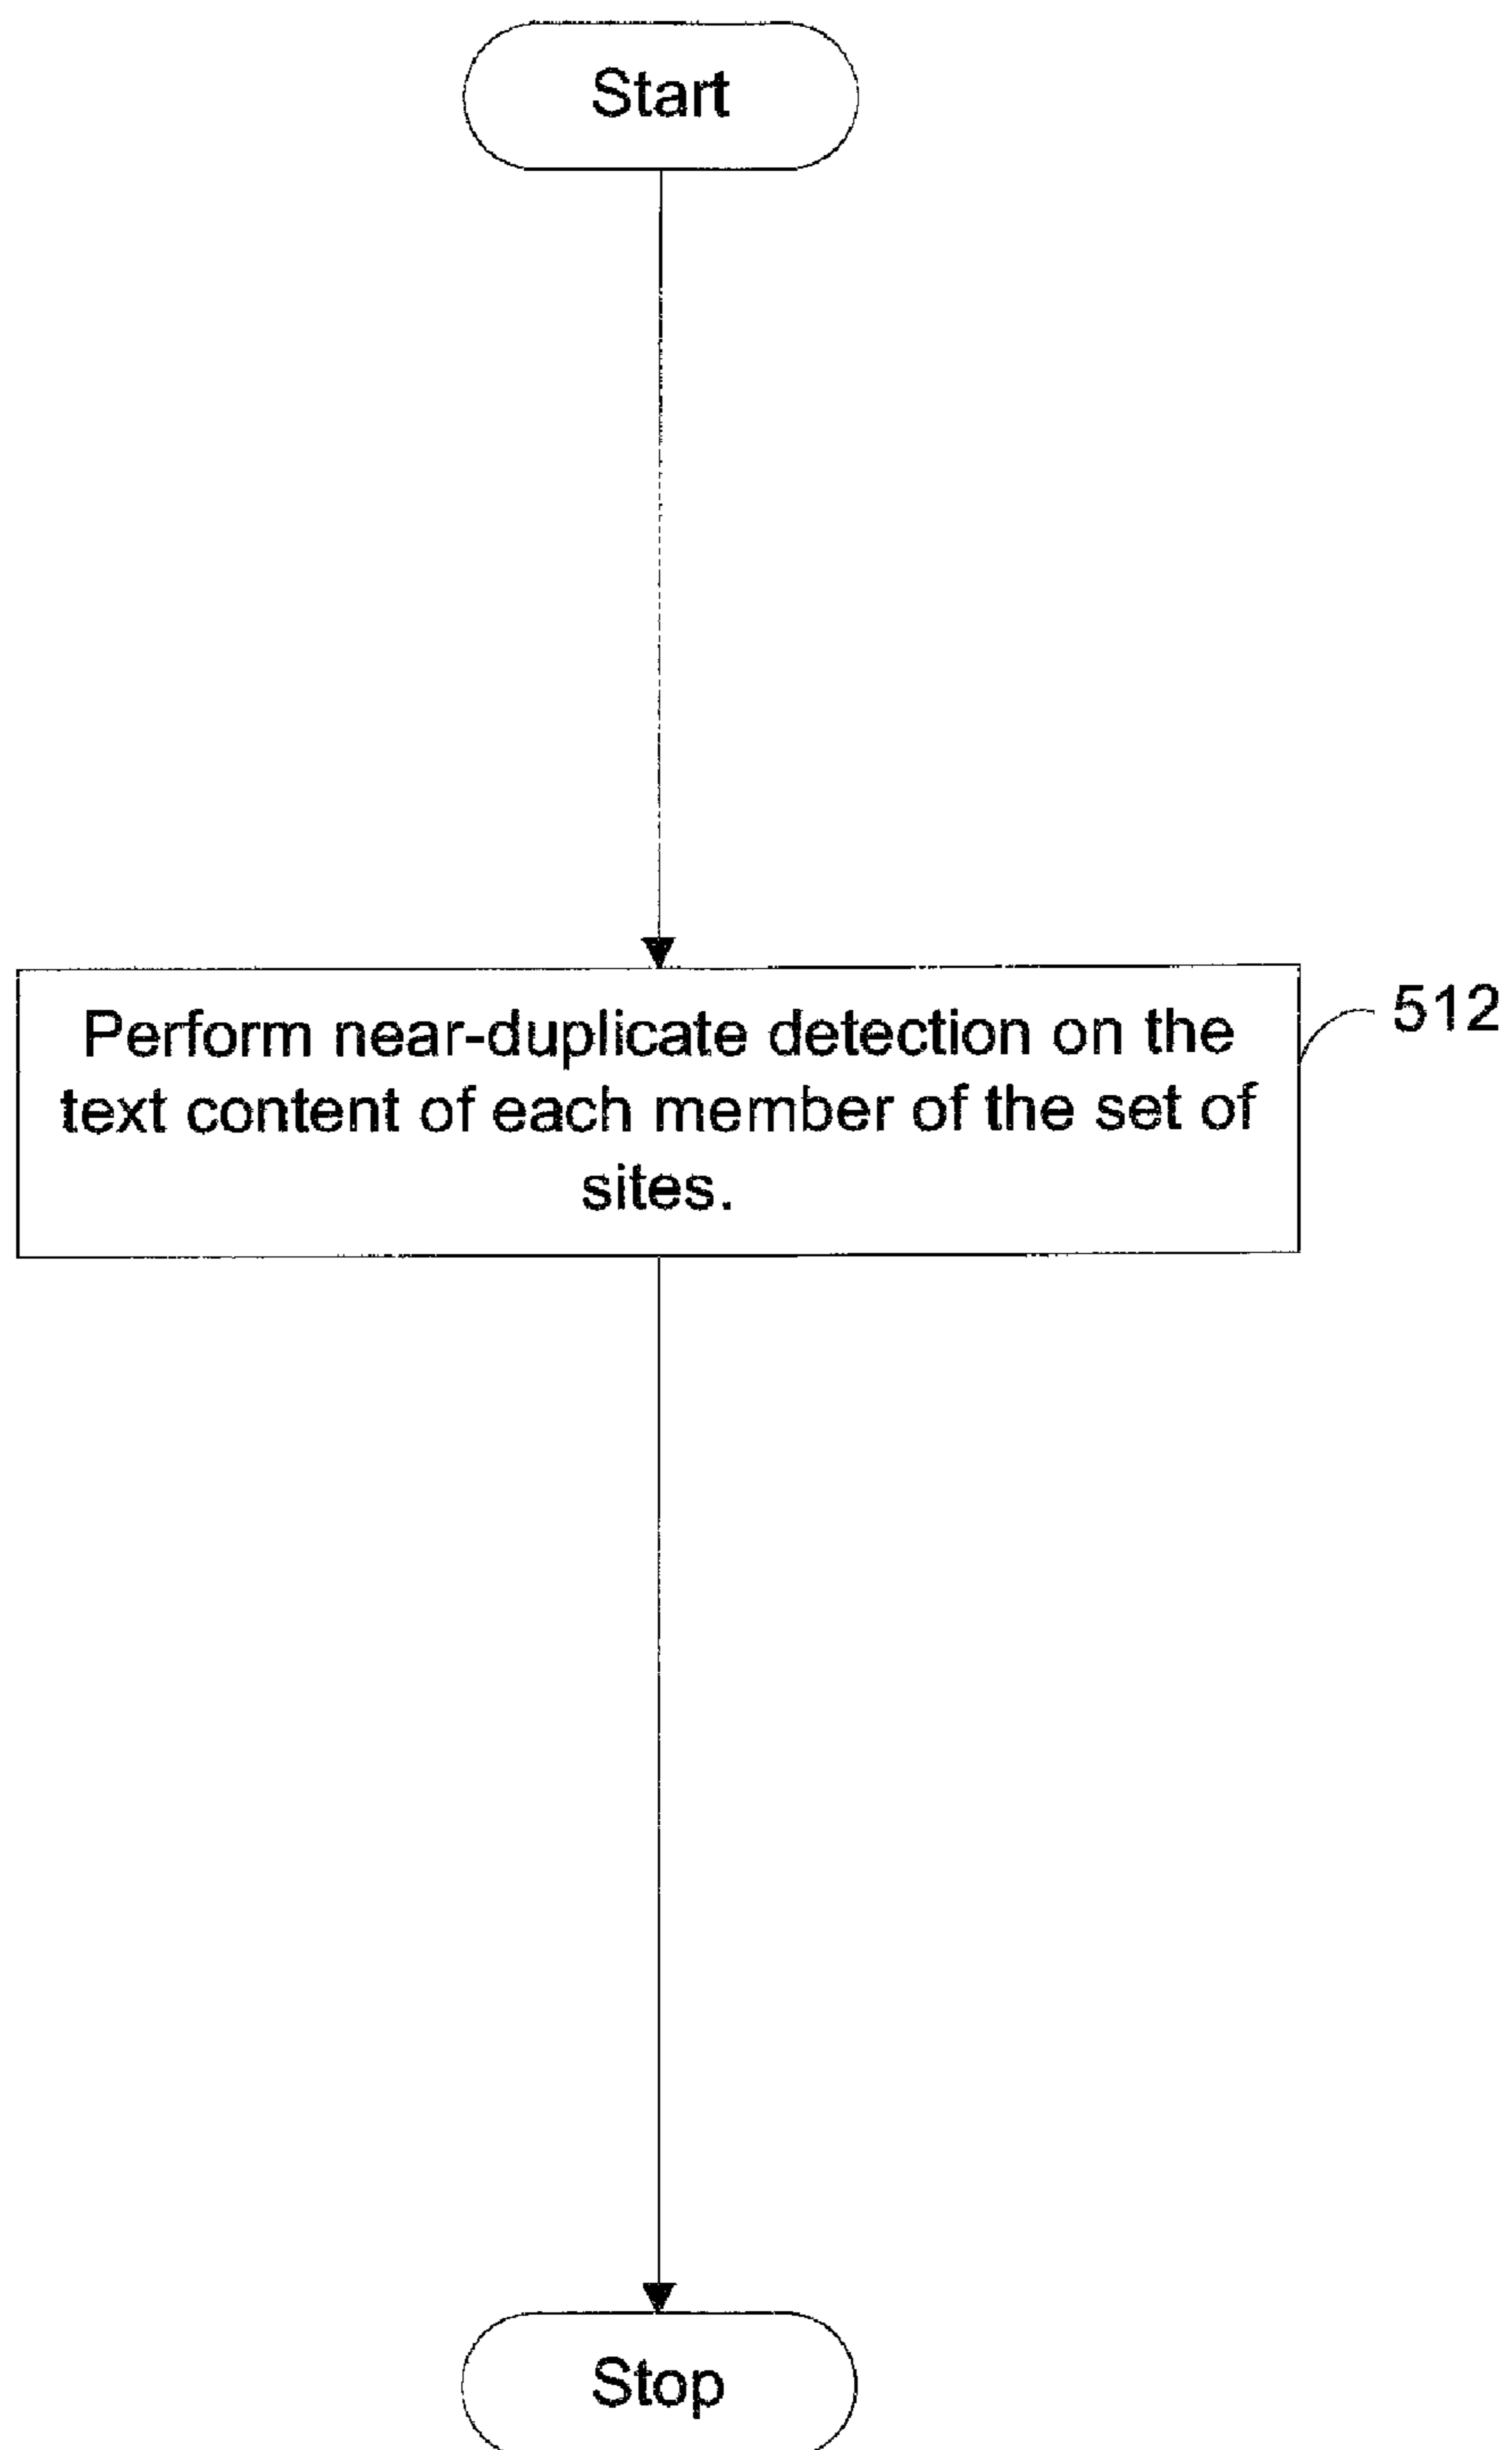 Start
Perform near-duplicate detection on the
512
text content of each member of the set of
sites.
Stop